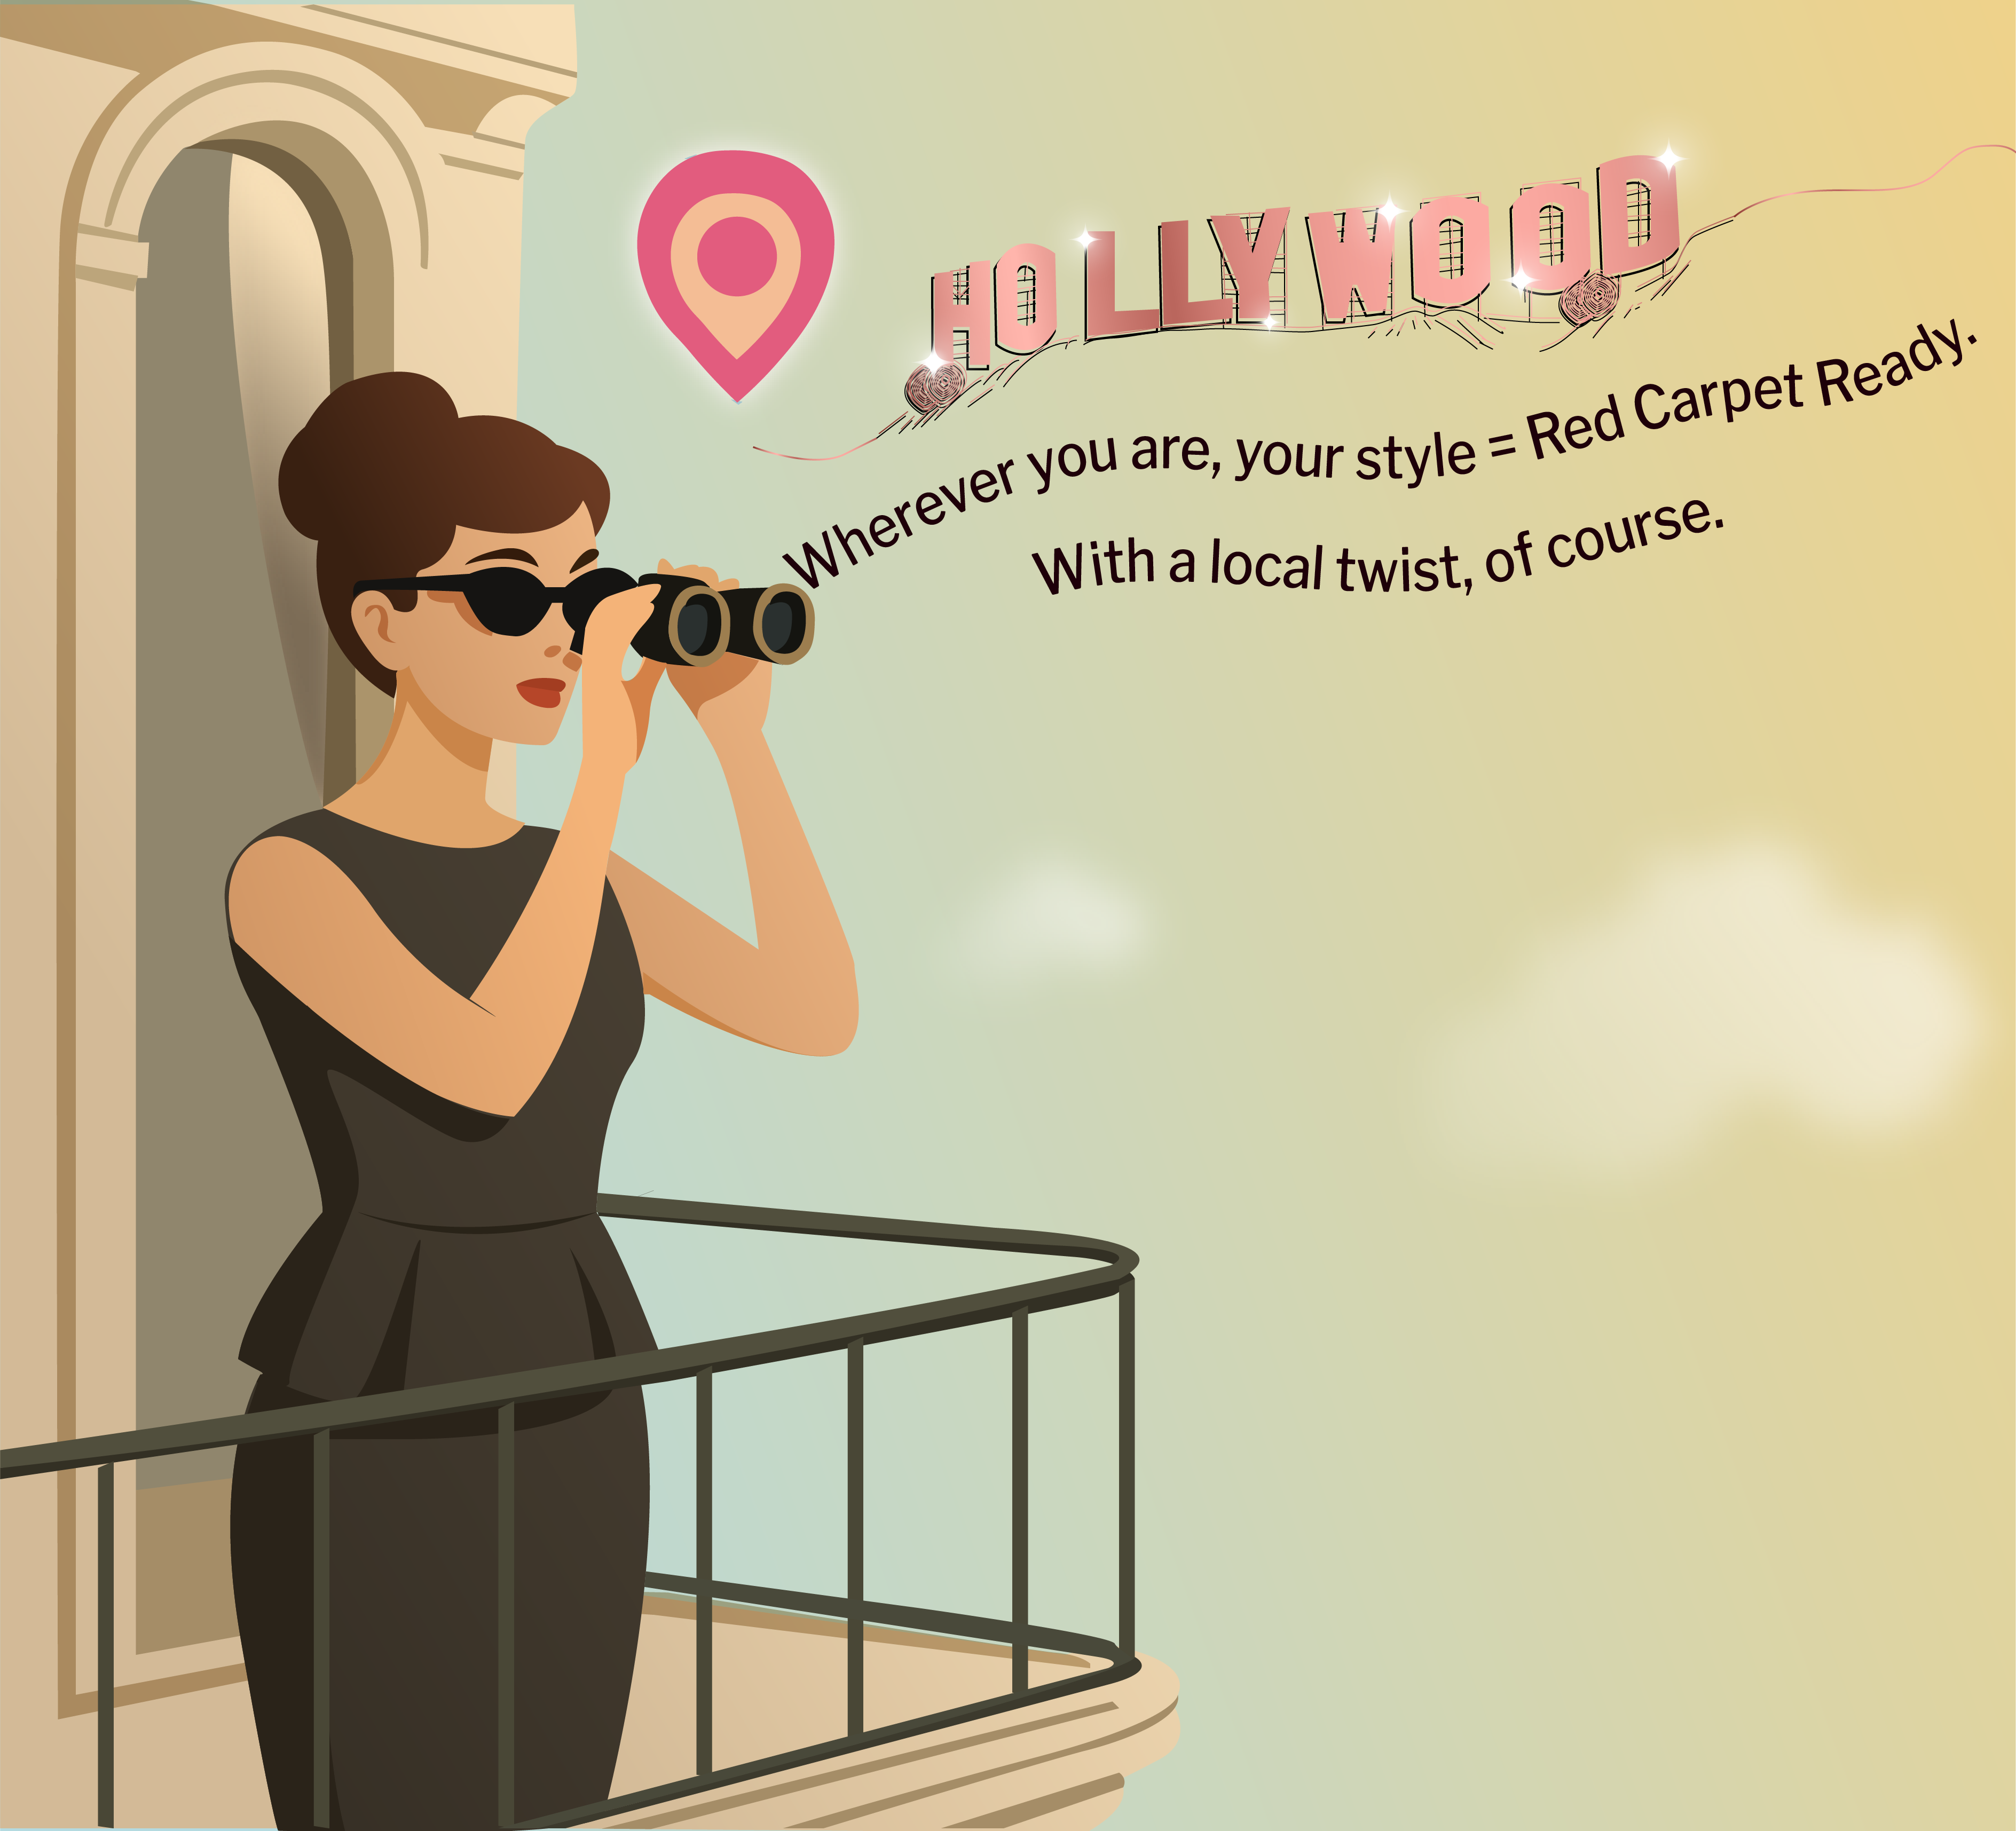 HOLLYWOOD
Wherever you are, your style = Red Carpet Ready.
With a local twist, of course.